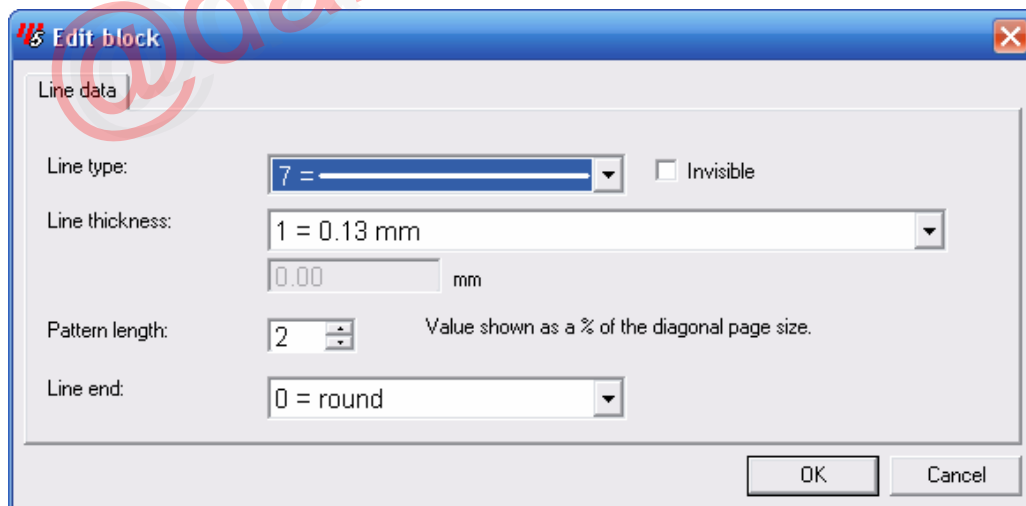 Edit block
Line data
Line type:
7 =
Invisible
Line thickness:
1 = 0.13 mm
0.00
mm
Pattern length:
2
Value shown as a % of the diagonal page size.
Line end:
0 = round
OK
Cancel